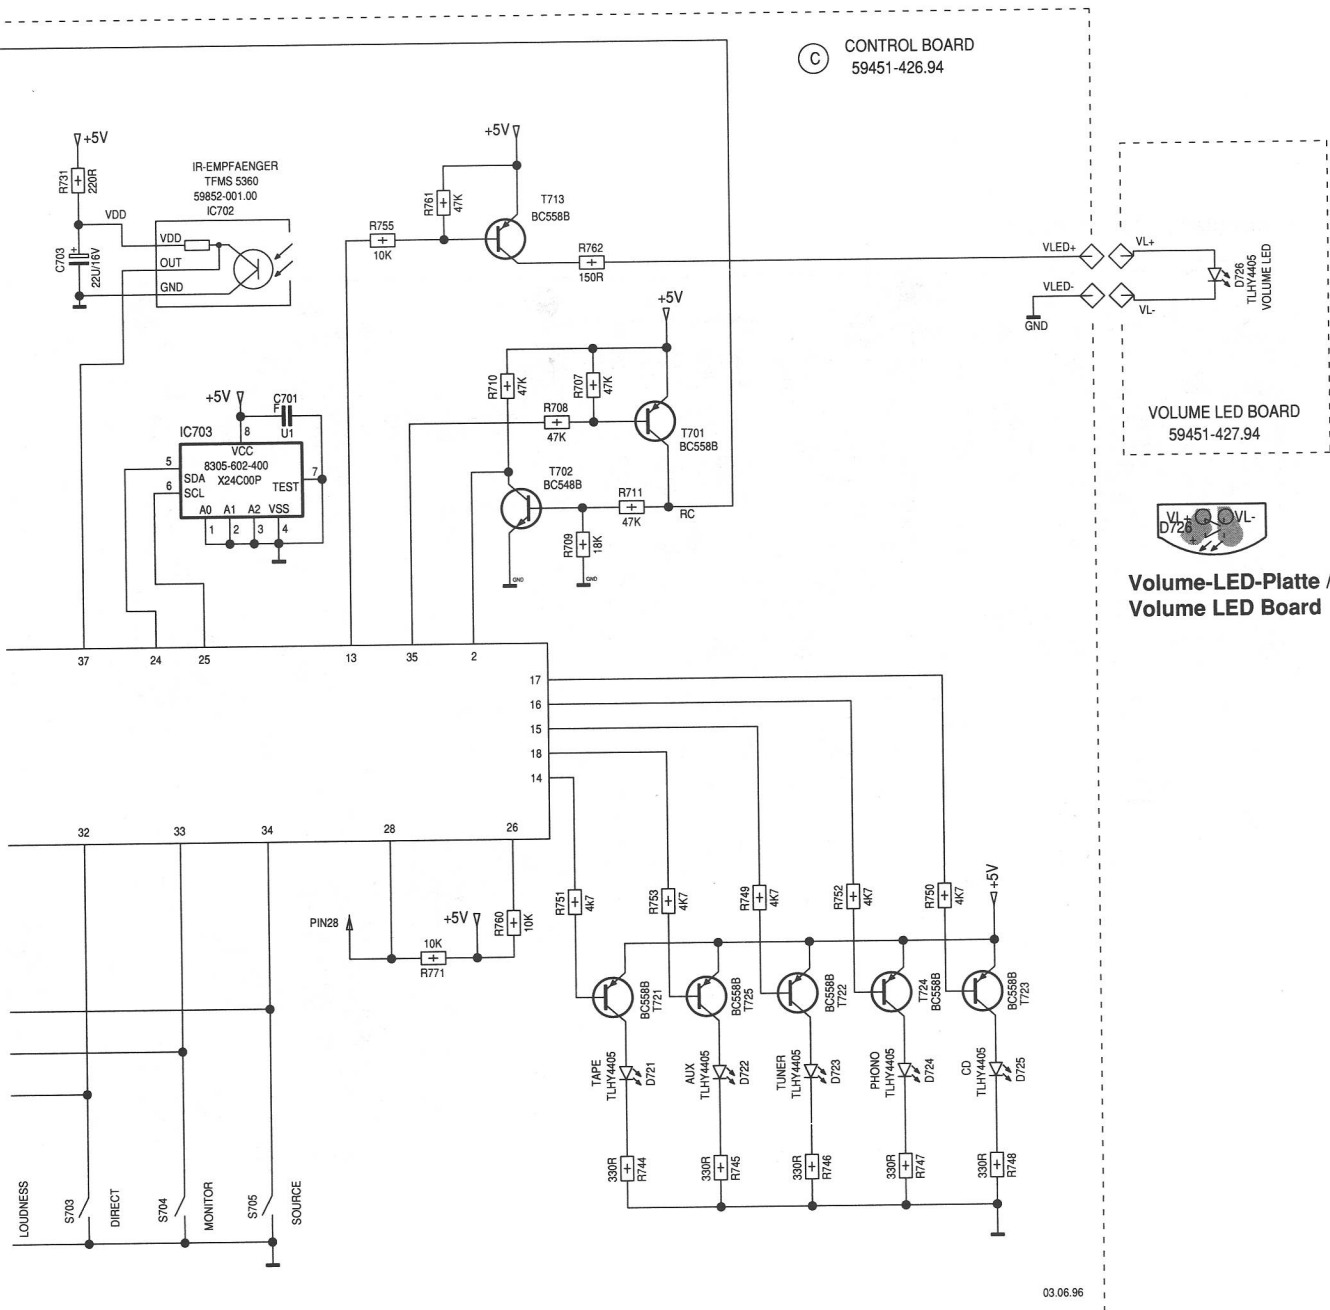 C
CONTROL BOARD
59451-426.94
+5V
R731
220R
VDD
C703
+
22U/16V
IR-EMPFAENGER
TFMS 5360
59852-001.00
IC702
VDD
OUT
GND
+5V
R761
47K
T713
BC558B
R755
10K
R762
150R
VLED+
VLED-
GND
VL+
VL-
D726
TLHY4405
VOLUME LED
VOLUME LED BOARD
59451-427.94
VL+
VL-
D726
+
Volume-LED-Platte /
Volume LED Board
+5V
R710
47K
R707
47K
R708
47K
T701
BC558B
T702
BC548B
R711
47K
RC
R709
18K
GND
GND
+5V
C701
F
U1
IC703
8
VCC
8305-602-400
X24C00P
5
SDA
6
SCL
TEST
7
A0
A1
A2
VSS
1
2
3
4
37
24
25
13
35
2
17
16
15
18
14
32
33
34
28
26
PIN28
10K
R771
+5V
R760
10K
R751
4K7
R753
4K7
R749
4K7
R752
4K7
R750
4K7
+5V
BC558B
T721
BC558B
T725
BC558B
T722
T724
BC558B
BC558B
T723
TAPE
TLHY4405
D721
AUX
TLHY4405
D722
TUNER
TLHY4405
D723
PHONO
TLHY4405
D724
CD
TLHY4405
D725
330R
R744
330R
R745
330R
R746
330R
R747
330R
R748
LOUDNESS
S703
DIRECT
S704
MONITOR
S705
SOURCE
03.06.96